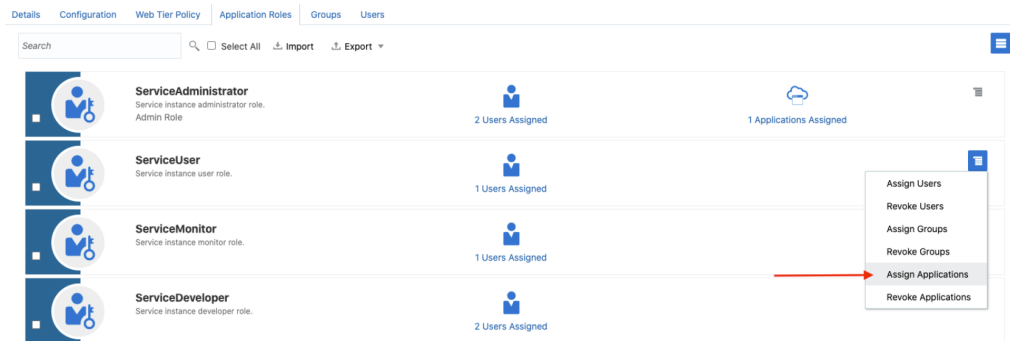 Details Configuration Web Tier Policy Application Roles Groups Users
Search Select All Import Export
ServiceAdministrator
Service instance administrator role.
Admin Role
2 Users Assigned
1 Applications Assigned
ServiceUser
Service instance user role.
1 Users Assigned
Assign Users
Revoke Users
Assign Groups
Revoke Groups
Assign Applications
Revoke Applications
ServiceMonitor
Service instance monitor role.
1 Users Assigned
ServiceDeveloper
Service instance developer role.
2 Users Assigned